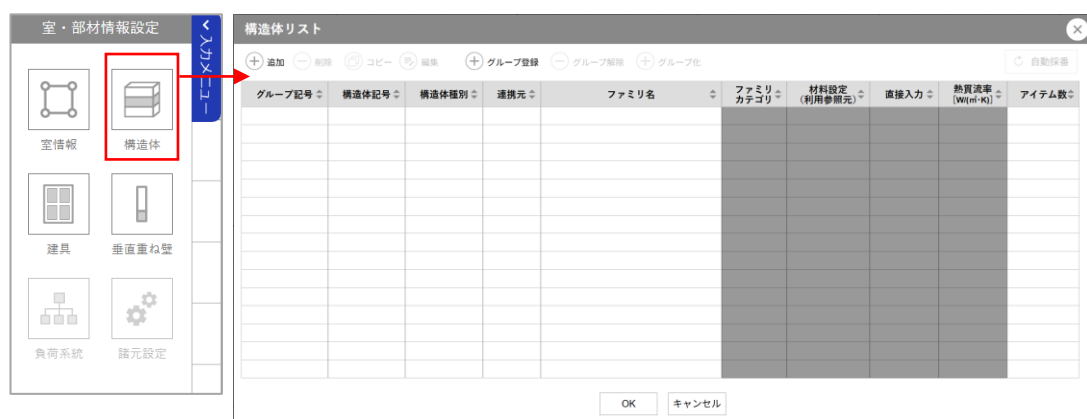 室・部材情報設定
入力メニュー
室情報
構造体
建具
垂直重ね壁
負荷系統
諸元設定
構造体リスト
追加 削除 コピー 編集 グループ登録 グループ解除 グループ化 自動採番
グループ記号 構造体記号 構造体種別 連携元 ファミリ名 ファミリ 材料設定 直接入力 熱貫流率 アイテム数
カテゴリ (利用参照元) [W/(㎡·K)]
OK キャンセル